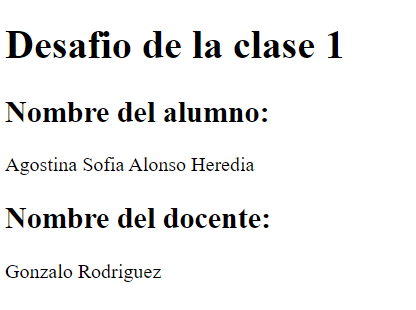 Desafio de la clase 1
Nombre del alumno:
Agostina Sofia Alonso Heredia
Nombre del docente:
Gonzalo Rodriguez